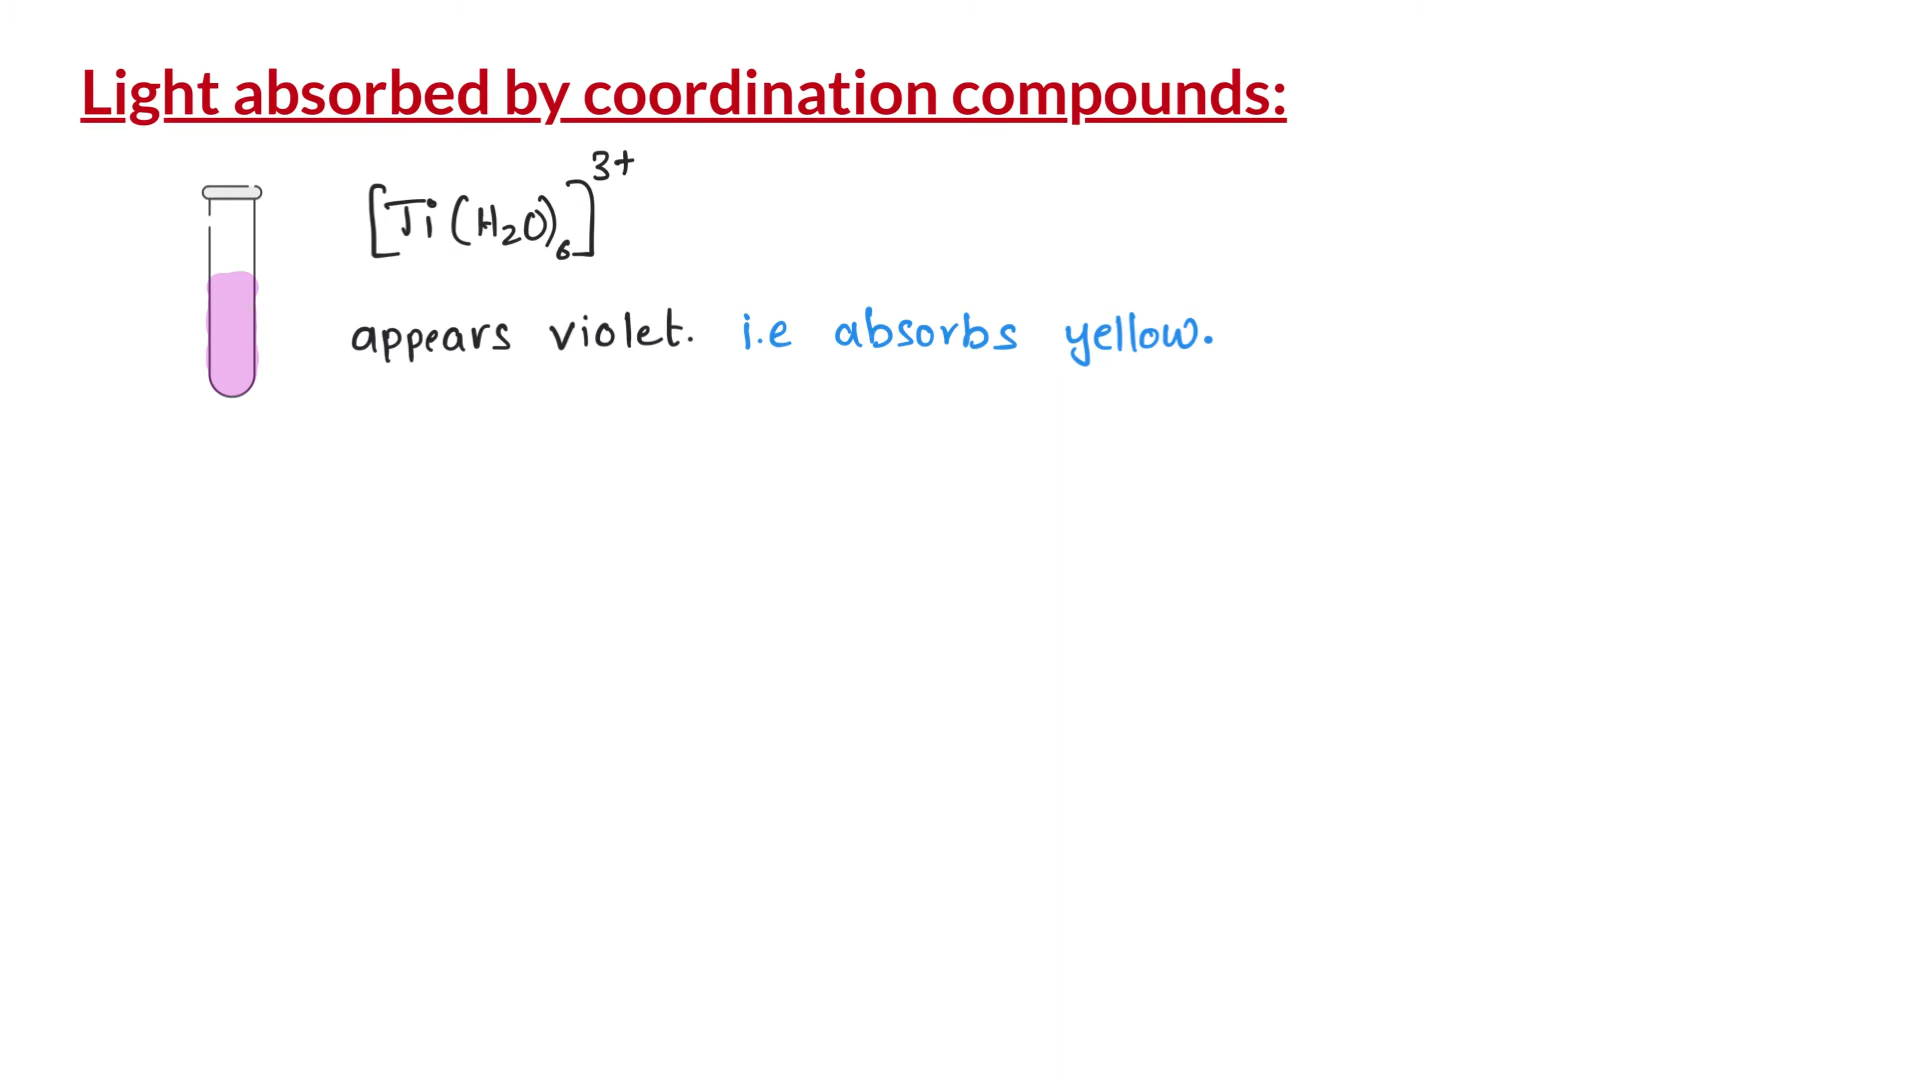 Light absorbed by coordination compounds:
[Ti(H₂O)₆]³⁺
appears violet. i.e absorbs yellow.